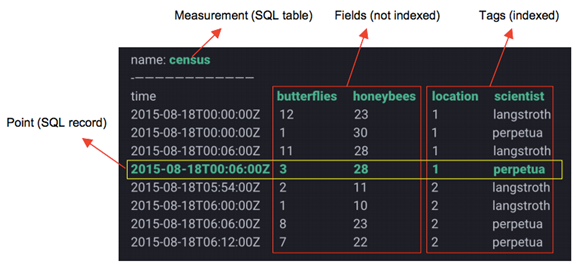 Measurement (SQL table) Fields (not indexed) Tags (indexed)
name: census
-————————————
time butterflies honeybees location scientist
2015-08-18T00:00:00Z 12 23 1 langstroth
2015-08-18T00:00:00Z 1 30 1 perpetua
2015-08-18T00:06:00Z 11 28 1 langstroth
Point (SQL record)
2015-08-18T00:06:00Z 3 28 1 perpetua
2015-08-18T05:54:00Z 2 11 2 langstroth
2015-08-18T06:00:00Z 1 10 2 langstroth
2015-08-18T06:06:00Z 8 23 2 perpetua
2015-08-18T06:12:00Z 7 22 2 perpetua